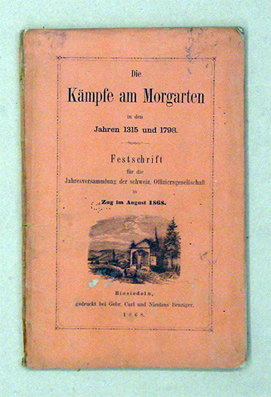 Die
Kämpfe am Morgarten
in den
Jahren 1315 und 1798.
Festschrift
für die
Jahresversammlung der schweiz. Offiziersgesellschaft
in
Zug im August 1868.
Einsiedeln,
gedruckt bei Gebr. Carl und Nicolaus Benziger.
1868.